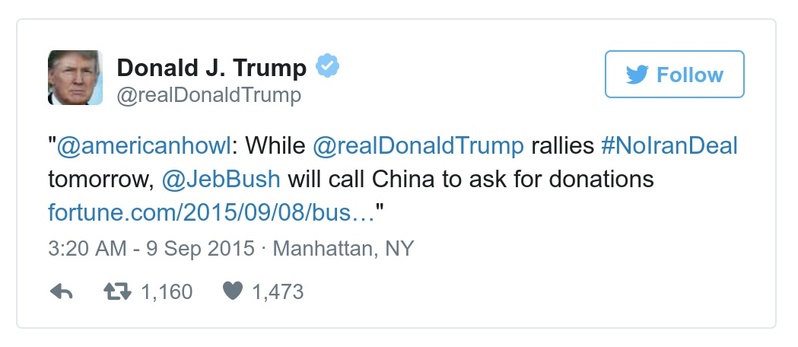 Donald J. Trump
@realDonaldTrump
Follow
"@americanhowl: While @realDonaldTrump rallies #NoIranDeal
tomorrow, @JebBush will call China to ask for donations
fortune.com/2015/09/08/bus…"
3:20 AM - 9 Sep 2015 · Manhattan, NY
1,160 1,473